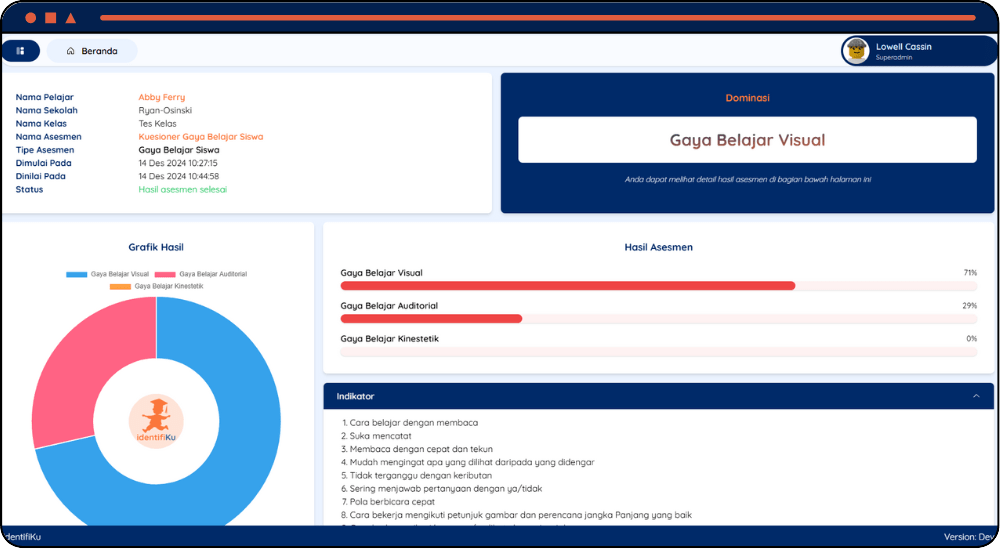 Beranda
Lowell Cassin
Superadmin
Nama Pelajar Abby Ferry
Nama Sekolah Ryan-Osinski
Nama Kelas Tes Kelas
Nama Asesmen Kuesioner Gaya Belajar Siswa
Tipe Asesmen Gaya Belajar Siswa
Dimulai Pada 14 Des 2024 10:27:15
Dinilai Pada 14 Des 2024 10:44:58
Status Hasil asesmen selesai
Dominasi
Gaya Belajar Visual
Anda dapat melihat detail hasil asesmen di bagian bawah halaman ini
Grafik Hasil
Gaya Belajar Visual Gaya Belajar Auditorial
Gaya Belajar Kinestetik
identifiKu
Hasil Asesmen
Gaya Belajar Visual 71%
Gaya Belajar Auditorial 29%
Gaya Belajar Kinestetik 0%
Indikator
1. Cara belajar dengan membaca
2. Suka mencatat
3. Membaca dengan cepat dan tekun
4. Mudah mengingat apa yang dilihat daripada yang didengar
5. Tidak terganggu dengan keributan
6. Sering menjawab pertanyaan dengan ya/tidak
7. Pola berbicara cepat
8. Cara bekerja mengikuti petunjuk gambar dan perencana jangka Panjang yang baik
dentifiKu
Version: Dev